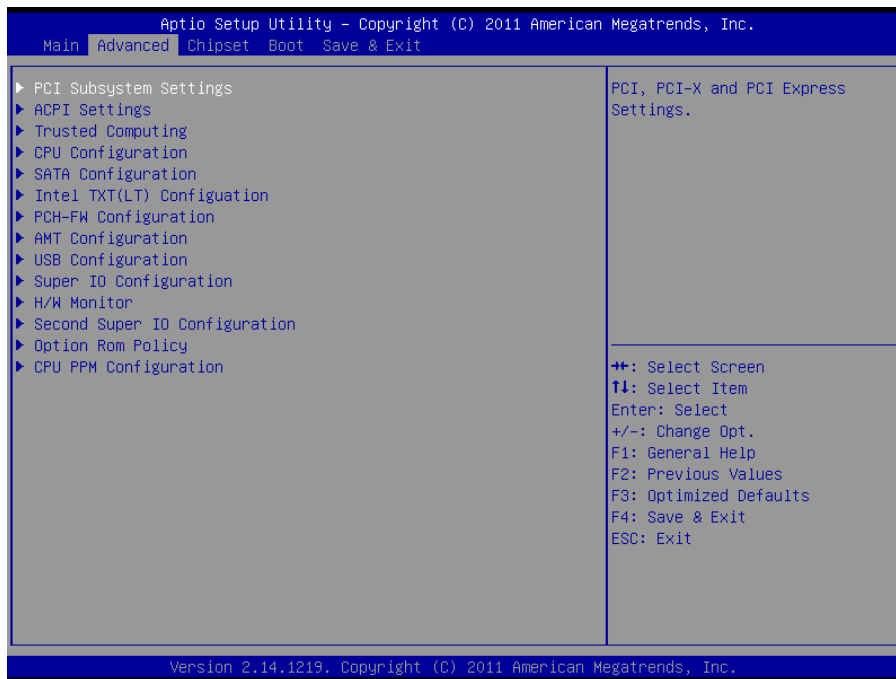 Aptio Setup Utility – Copyright (C) 2011 American Megatrends, Inc.
Main Advanced Chipset Boot Save & Exit
PCI Subsystem Settings
ACPI Settings
Trusted Computing
CPU Configuration
SATA Configuration
Intel TXT(LT) Configuation
PCH-FW Configuration
AMT Configuration
USB Configuration
Super IO Configuration
H/W Monitor
Second Super IO Configuration
Option Rom Policy
CPU PPM Configuration
PCI, PCI-X and PCI Express
Settings.
→←: Select Screen
↑↓: Select Item
Enter: Select
+/-: Change Opt.
F1: General Help
F2: Previous Values
F3: Optimized Defaults
F4: Save & Exit
ESC: Exit
Version 2.14.1219. Copyright (C) 2011 American Megatrends, Inc.